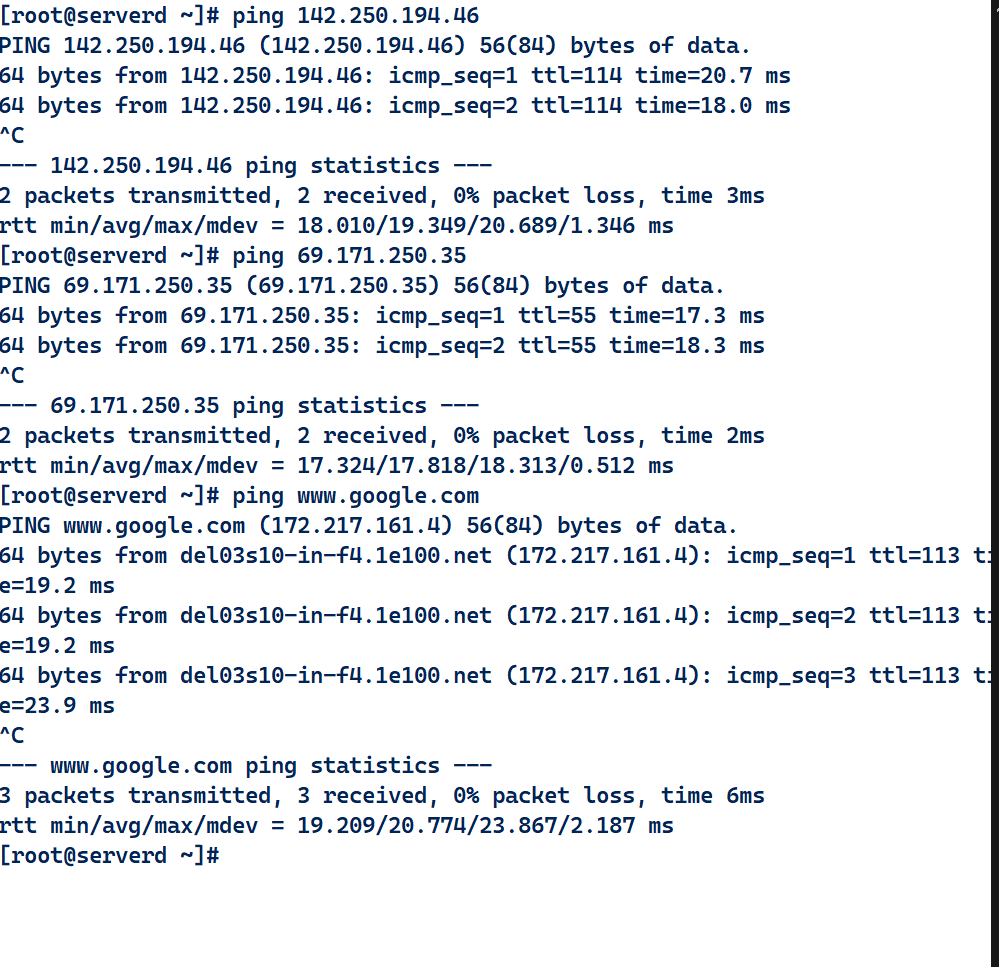 [root@serverd ~]# ping 142.250.194.46
PING 142.250.194.46 (142.250.194.46) 56(84) bytes of data.
64 bytes from 142.250.194.46: icmp_seq=1 ttl=114 time=20.7 ms
64 bytes from 142.250.194.46: icmp_seq=2 ttl=114 time=18.0 ms
^C
--- 142.250.194.46 ping statistics ---
2 packets transmitted, 2 received, 0% packet loss, time 3ms
rtt min/avg/max/mdev = 18.010/19.349/20.689/1.346 ms
[root@serverd ~]# ping 69.171.250.35
PING 69.171.250.35 (69.171.250.35) 56(84) bytes of data.
64 bytes from 69.171.250.35: icmp_seq=1 ttl=55 time=17.3 ms
64 bytes from 69.171.250.35: icmp_seq=2 ttl=55 time=18.3 ms
^C
--- 69.171.250.35 ping statistics ---
2 packets transmitted, 2 received, 0% packet loss, time 2ms
rtt min/avg/max/mdev = 17.324/17.818/18.313/0.512 ms
[root@serverd ~]# ping www.google.com
PING www.google.com (172.217.161.4) 56(84) bytes of data.
64 bytes from del03s10-in-f4.1e100.net (172.217.161.4): icmp_seq=1 ttl=113 ti
e=19.2 ms
64 bytes from del03s10-in-f4.1e100.net (172.217.161.4): icmp_seq=2 ttl=113 ti
e=19.2 ms
64 bytes from del03s10-in-f4.1e100.net (172.217.161.4): icmp_seq=3 ttl=113 ti
e=23.9 ms
^C
--- www.google.com ping statistics ---
3 packets transmitted, 3 received, 0% packet loss, time 6ms
rtt min/avg/max/mdev = 19.209/20.774/23.867/2.187 ms
[root@serverd ~]#